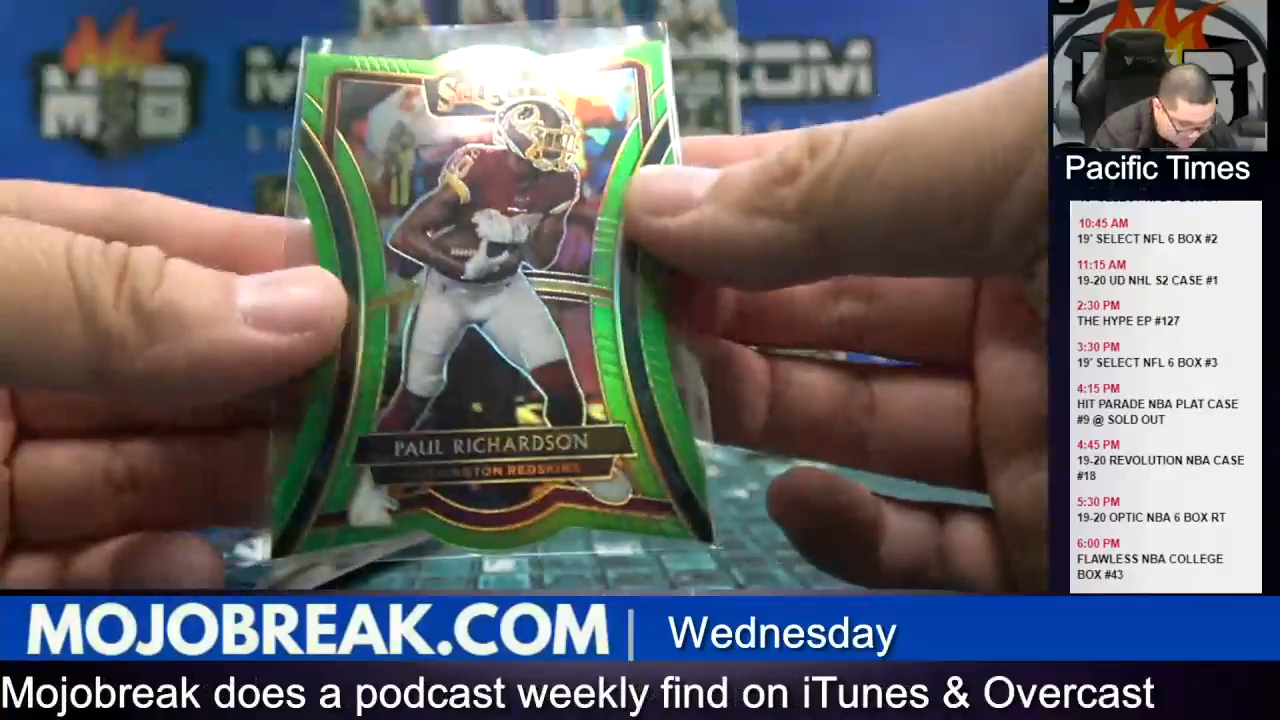 Pacific Times
10:45 AM
19' SELECT NFL 6 BOX #2
11:15 AM
19-20 UD NHL S2 CASE #1
2:30 PM
THE HYPE EP #127
3:30 PM
19' SELECT NFL 6 BOX #3
4:15 PM
HIT PARADE NBA PLAT CASE
#9 @ SOLD OUT
4:45 PM
19-20 REVOLUTION NBA CASE
#18
5:30 PM
19-20 OPTIC NBA 6 BOX RT
6:00 PM
FLAWLESS NBA COLLEGE
BOX #43
PAUL RICHARDSON
REDSKINS
MOJOBREAK.COM | Wednesday
Mojobreak does a podcast weekly find on iTunes & Overcast